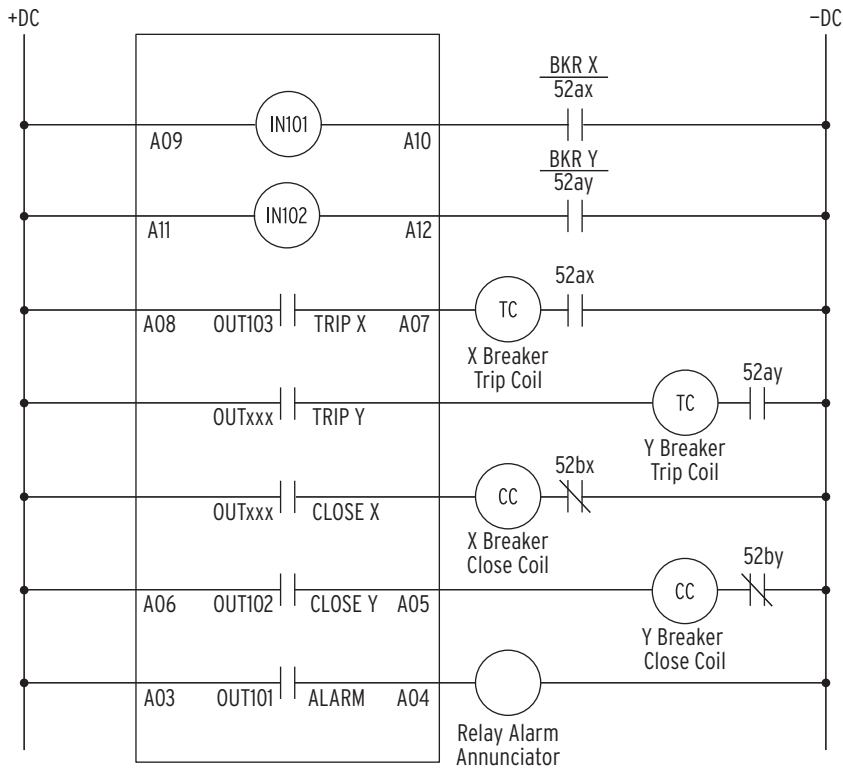 +DC
–DC
BKR X
52ax
A09
IN101
A10
BKR Y
52ay
A11
IN102
A12
52ax
A08
OUT103
TRIP X
A07
TC
X Breaker
Trip Coil
52ay
OUTxxx
TRIP Y
TC
Y Breaker
Trip Coil
52bx
OUTxxx
CLOSE X
CC
X Breaker
Close Coil
52by
A06
OUT102
CLOSE Y
A05
CC
Y Breaker
Close Coil
A03
OUT101
ALARM
A04
Relay Alarm
Annunciator